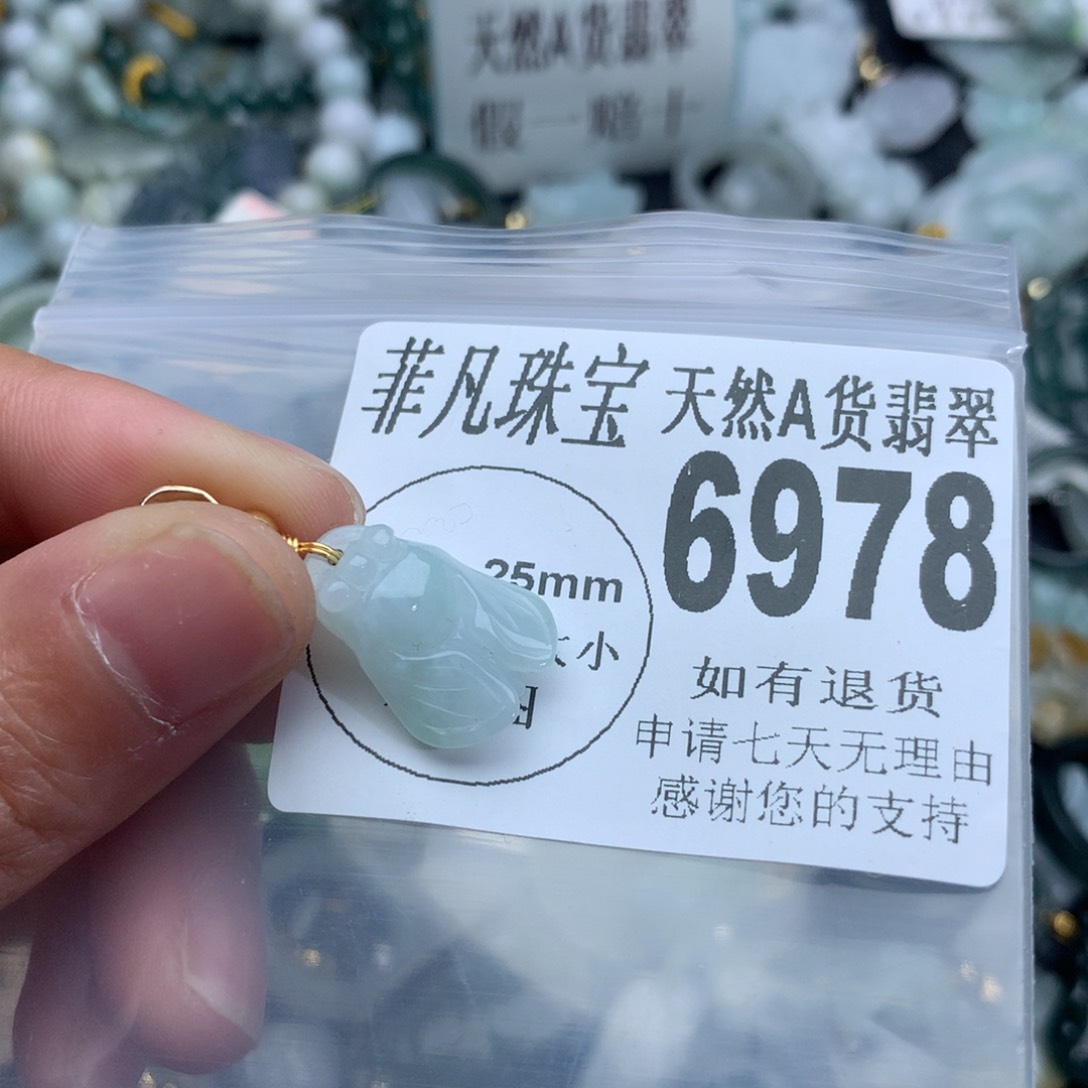 天然A货翡翠
假一赔十
菲凡珠宝 天然A货翡翠
6978
25mm
小
如有退货
申请七天无理由
感谢您的支持